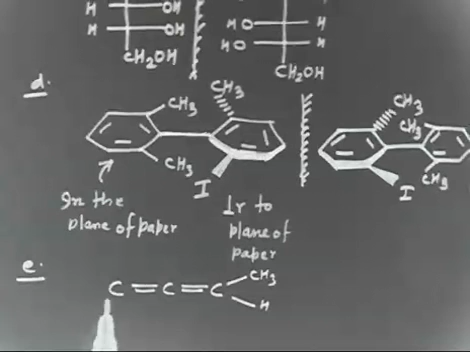 H OH HO H
H OH HO H
CH2OH CH2OH
d. CH3 CH3 CH3
CH3
CH3 CH3
I I
In the
plane of paper
Ir to
plane of
paper
e. C=C=C CH3
H